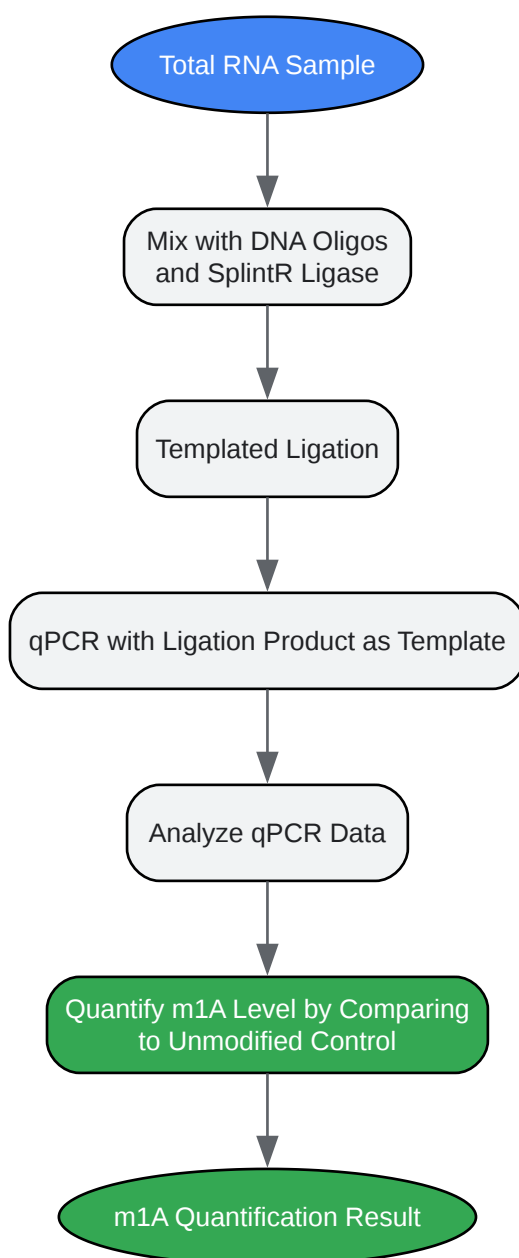 Total RNA Sample
Mix with DNA Oligos
and SplintR Ligase
Templated Ligation
qPCR with Ligation Product as Template
Analyze qPCR Data
Quantify m1A Level by Comparing
to Unmodified Control
m1A Quantification Result